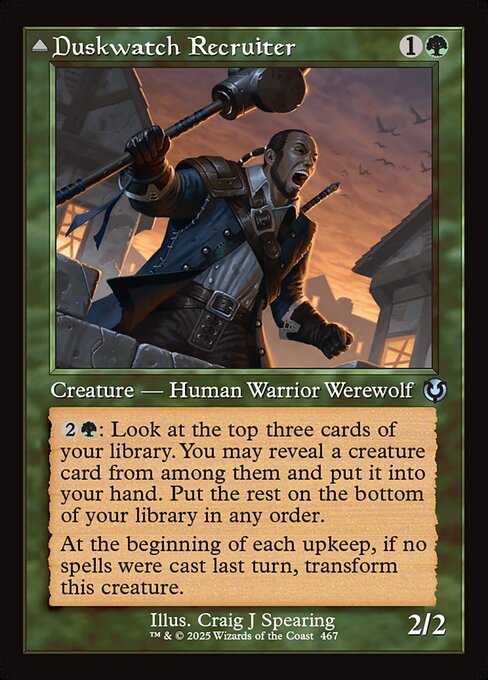 Duskwatch Recruiter 1
Creature — Human Warrior Werewolf
2: Look at the top three cards of
your library. You may reveal a creature
card from among them and put it into
your hand. Put the rest on the bottom
of your library in any order.
At the beginning of each upkeep, if no
spells were cast last turn, transform
this creature.
Illus. Craig J Spearing
™ & © 2025 Wizards of the Coast 467
2/2